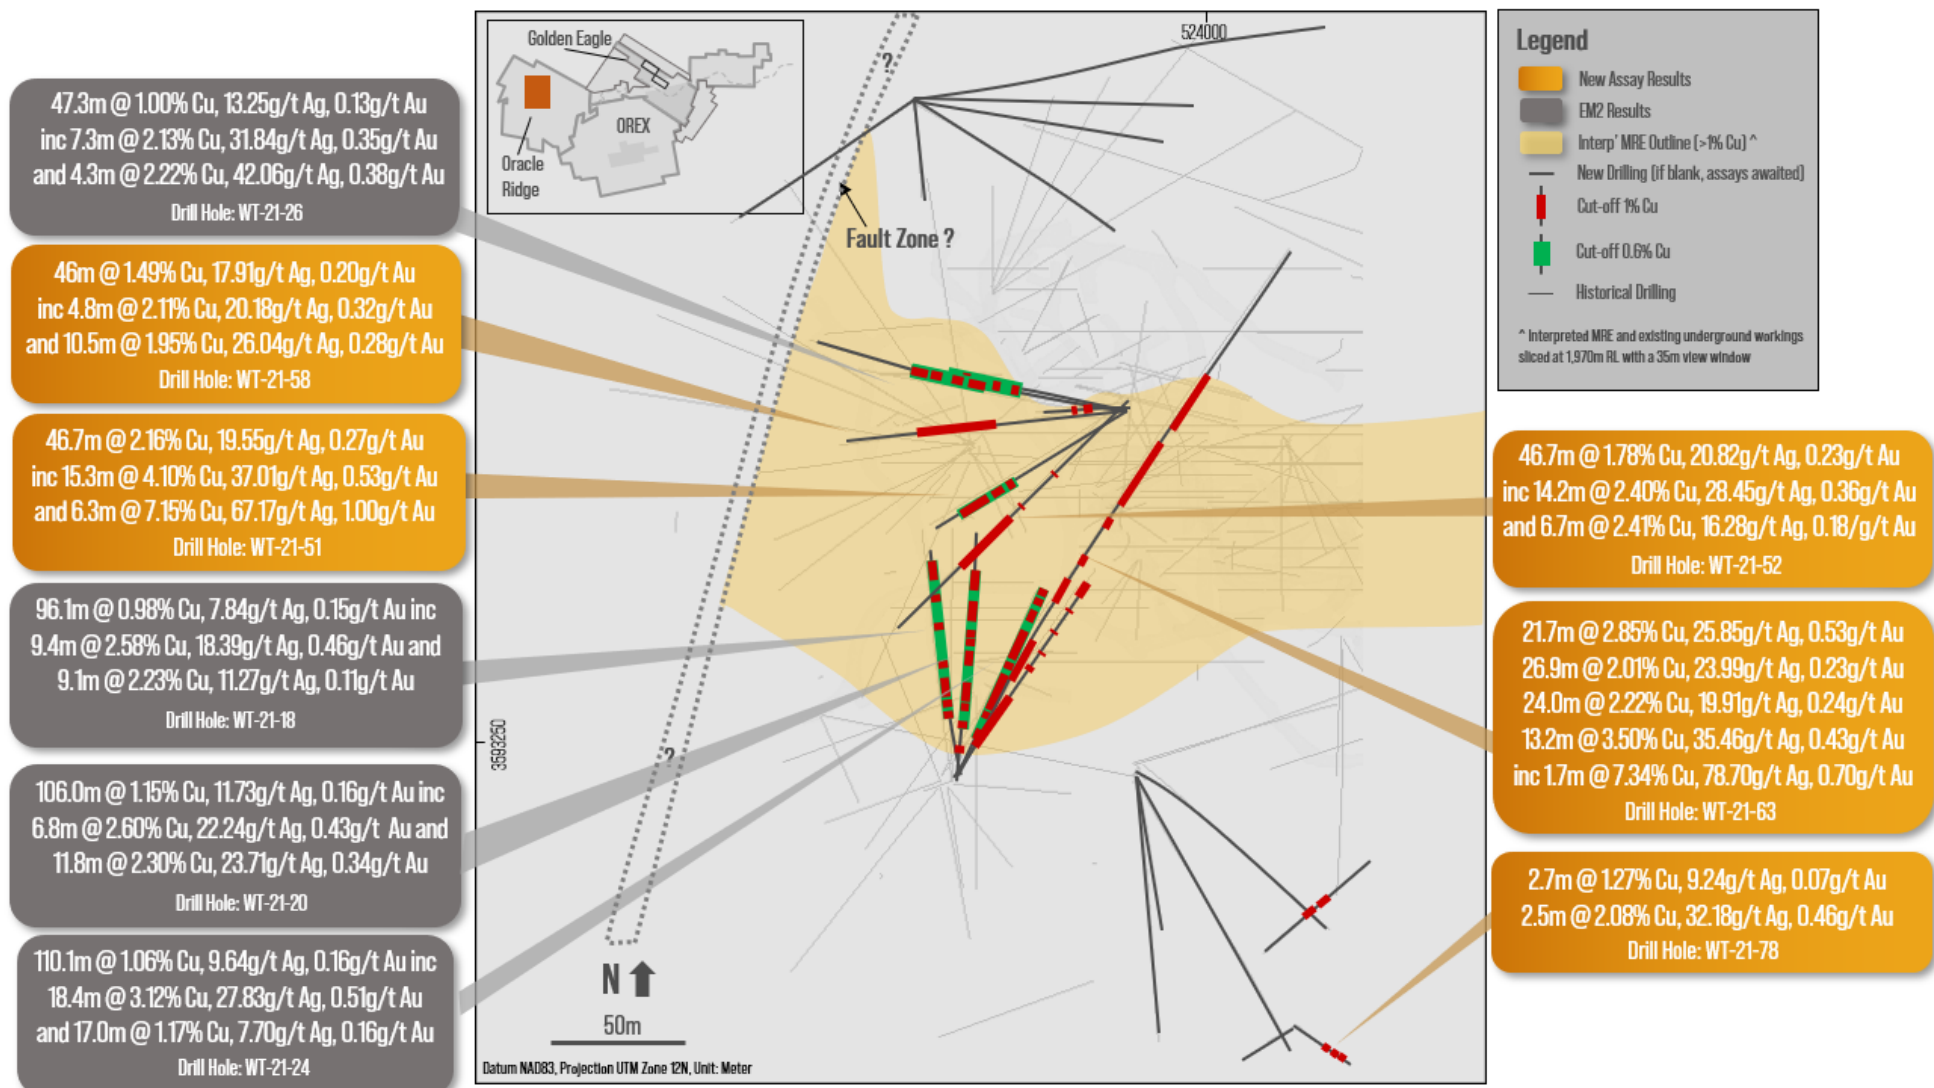 47.3m @ 1.00% Cu, 13.25g/t Ag, 0.13g/t Au
inc 7.3m @ 2.13% Cu, 31.84g/t Ag, 0.35g/t Au
and 4.3m @ 2.22% Cu, 42.06g/t Ag, 0.38g/t Au
Drill Hole: WT-21-26
46m @ 1.49% Cu, 17.91g/t Ag, 0.20g/t Au
inc 4.8m @ 2.11% Cu, 20.18g/t Ag, 0.32g/t Au
and 10.5m @ 1.95% Cu, 26.04g/t Ag, 0.28g/t Au
Drill Hole: WT-21-58
46.7m @ 2.16% Cu, 19.55g/t Ag, 0.27g/t Au
inc 15.3m @ 4.10% Cu, 37.01g/t Ag, 0.53g/t Au
and 6.3m @ 7.15% Cu, 67.17g/t Ag, 1.00g/t Au
Drill Hole: WT-21-51
96.1m @ 0.98% Cu, 7.84g/t Ag, 0.15g/t Au inc
9.4m @ 2.58% Cu, 18.39g/t Ag, 0.46g/t Au and
9.1m @ 2.23% Cu, 11.27g/t Ag, 0.11g/t Au
Drill Hole: WT-21-18
106.0m @ 1.15% Cu, 11.73g/t Ag, 0.16g/t Au inc
6.8m @ 2.60% Cu, 22.24g/t Ag, 0.43g/t Au and
11.8m @ 2.30% Cu, 23.71g/t Ag, 0.34g/t Au
Drill Hole: WT-21-20
110.1m @ 1.06% Cu, 9.64g/t Ag, 0.16g/t Au inc
18.4m @ 3.12% Cu, 27.83g/t Ag, 0.51g/t Au
and 17.0m @ 1.17% Cu, 7.70g/t Ag, 0.16g/t Au
Drill Hole: WT-21-24
Golden Eagle
OREX
Oracle
Ridge
524000
?
Fault Zone ?
3593250
?
N
50m
Datum NAD83, Projection UTM Zone 12N, Unit: Meter
Legend
New Assay Results
EM2 Results
Interp' MRE Outline (>1% Cu) ^
New Drilling (if blank, assays awaited)
Cut-off 1% Cu
Cut-off 0.6% Cu
Historical Drilling
^ Interpreted MRE and existing underground workings
sliced at 1,970m RL with a 35m view window
46.7m @ 1.78% Cu, 20.82g/t Ag, 0.23g/t Au
inc 14.2m @ 2.40% Cu, 28.45g/t Ag, 0.36g/t Au
and 6.7m @ 2.41% Cu, 16.28g/t Ag, 0.18/g/t Au
Drill Hole: WT-21-52
21.7m @ 2.85% Cu, 25.85g/t Ag, 0.53g/t Au
26.9m @ 2.01% Cu, 23.99g/t Ag, 0.23g/t Au
24.0m @ 2.22% Cu, 19.91g/t Ag, 0.24g/t Au
13.2m @ 3.50% Cu, 35.46g/t Ag, 0.43g/t Au
inc 1.7m @ 7.34% Cu, 78.70g/t Ag, 0.70g/t Au
Drill Hole: WT-21-63
2.7m @ 1.27% Cu, 9.24g/t Ag, 0.07g/t Au
2.5m @ 2.08% Cu, 32.18g/t Ag, 0.46g/t Au
Drill Hole: WT-21-78